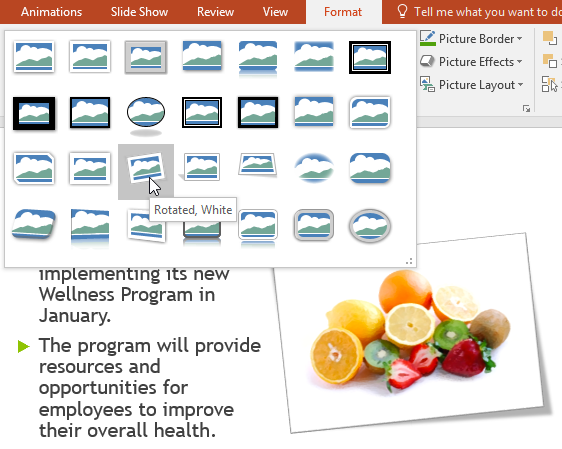 Animations Slide Show Review View Format Tell me what you want to do
Picture Border
Picture Effects
Picture Layout
Rotated, White
implementing its new
Wellness Program in
January.
The program will provide
resources and
opportunities for
employees to improve
their overall health.